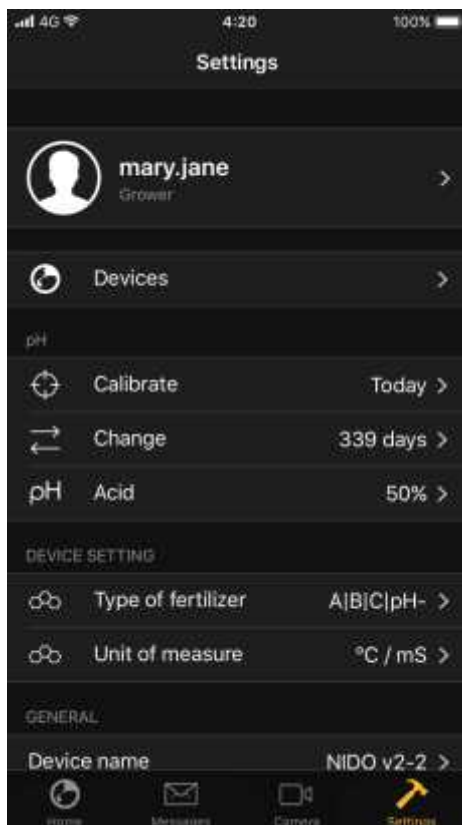 4G 4:20 100%
Settings
mary.jane
Grower
Devices
pH
Calibrate Today
Change 339 days
pH Acid 50%
DEVICE SETTING
Type of fertilizer A|B|C|pH-
Unit of measure °C / mS
GENERAL
Device name NIDO v2-2
Home Messages Camera Settings